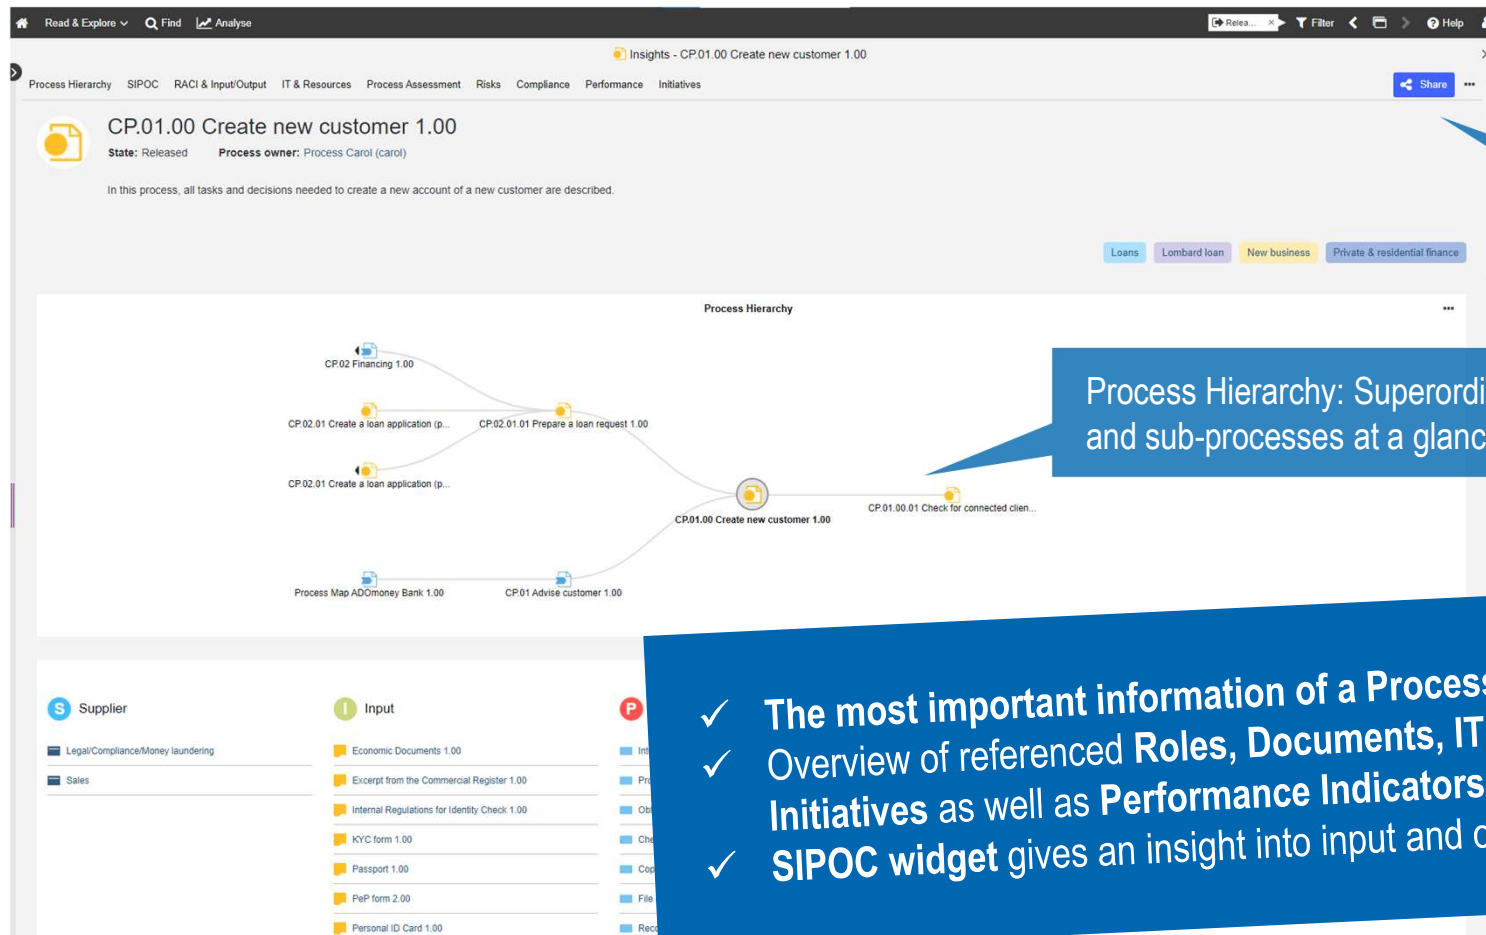 Read & Explore Find Analyse Relea... × Filter Help
Insights - CP.01.00 Create new customer 1.00
Process Hierarchy SIPOC RACI & Input/Output IT & Resources Process Assessment Risks Compliance Performance Initiatives Share ...
CP.01.00 Create new customer 1.00
State: Released Process owner: Process Carol (carol)
In this process, all tasks and decisions needed to create a new account of a new customer are described.
Loans Lombard loan New business Private & residential finance
Process Hierarchy ...
CP.02 Financing 1.00
CP.02.01 Create a loan application (p... CP.02.01.01 Prepare a loan request 1.00
CP.02.01 Create a loan application (p...
CP.01.00 Create new customer 1.00 CP.01.00.01 Check for connected clien...
Process Map ADOmoney Bank 1.00 CP.01 Advise customer 1.00
Process Hierarchy: Superordi
and sub-processes at a glanc
S Supplier I Input P
Legal/Compliance/Money laundering Economic Documents 1.00 Int
Sales Excerpt from the Commercial Register 1.00 Pro
Internal Regulations for Identity Check 1.00 Obt
KYC form 1.00 Che
Passport 1.00 Cop
PeP form 2.00 File
Personal ID Card 1.00 Reco
✓ The most important information of a Process
✓ Overview of referenced Roles, Documents, IT
Initiatives as well as Performance Indicators
✓ SIPOC widget gives an insight into input and